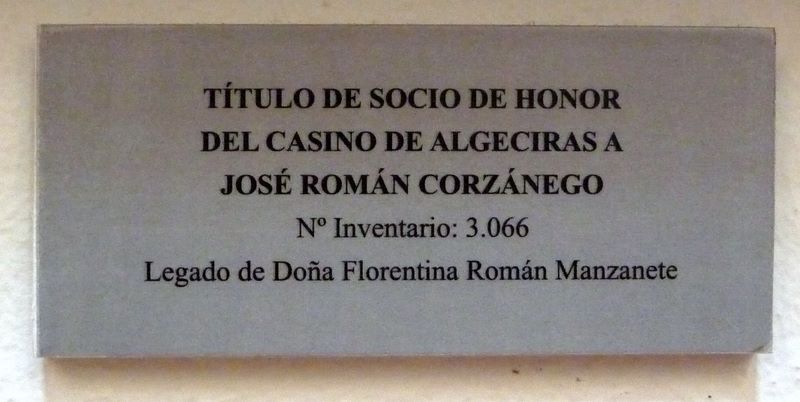 TÍTULO DE SOCIO DE HONOR
DEL CASINO DE ALGECIRAS A
JOSÉ ROMÁN CORZÁNEGO
Nº Inventario: 3.066
Legado de Doña Florentina Román Manzanete